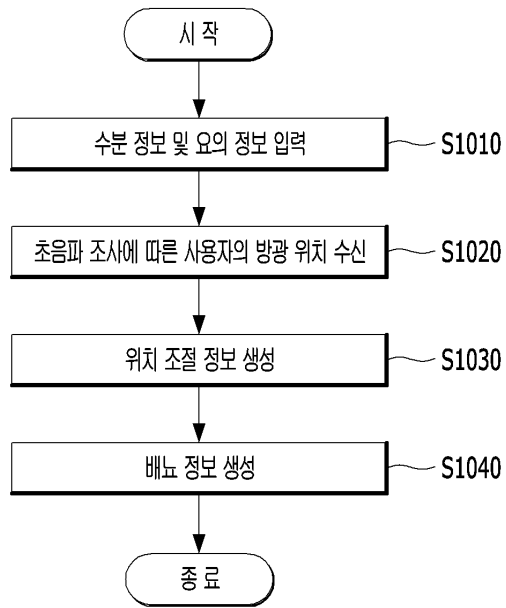 시 작
수분 정보 및 요의 정보 입력
S1010
초음파 조사에 따른 사용자의 방광 위치 수신
S1020
위치 조절 정보 생성
S1030
배뇨 정보 생성
S1040
종 료